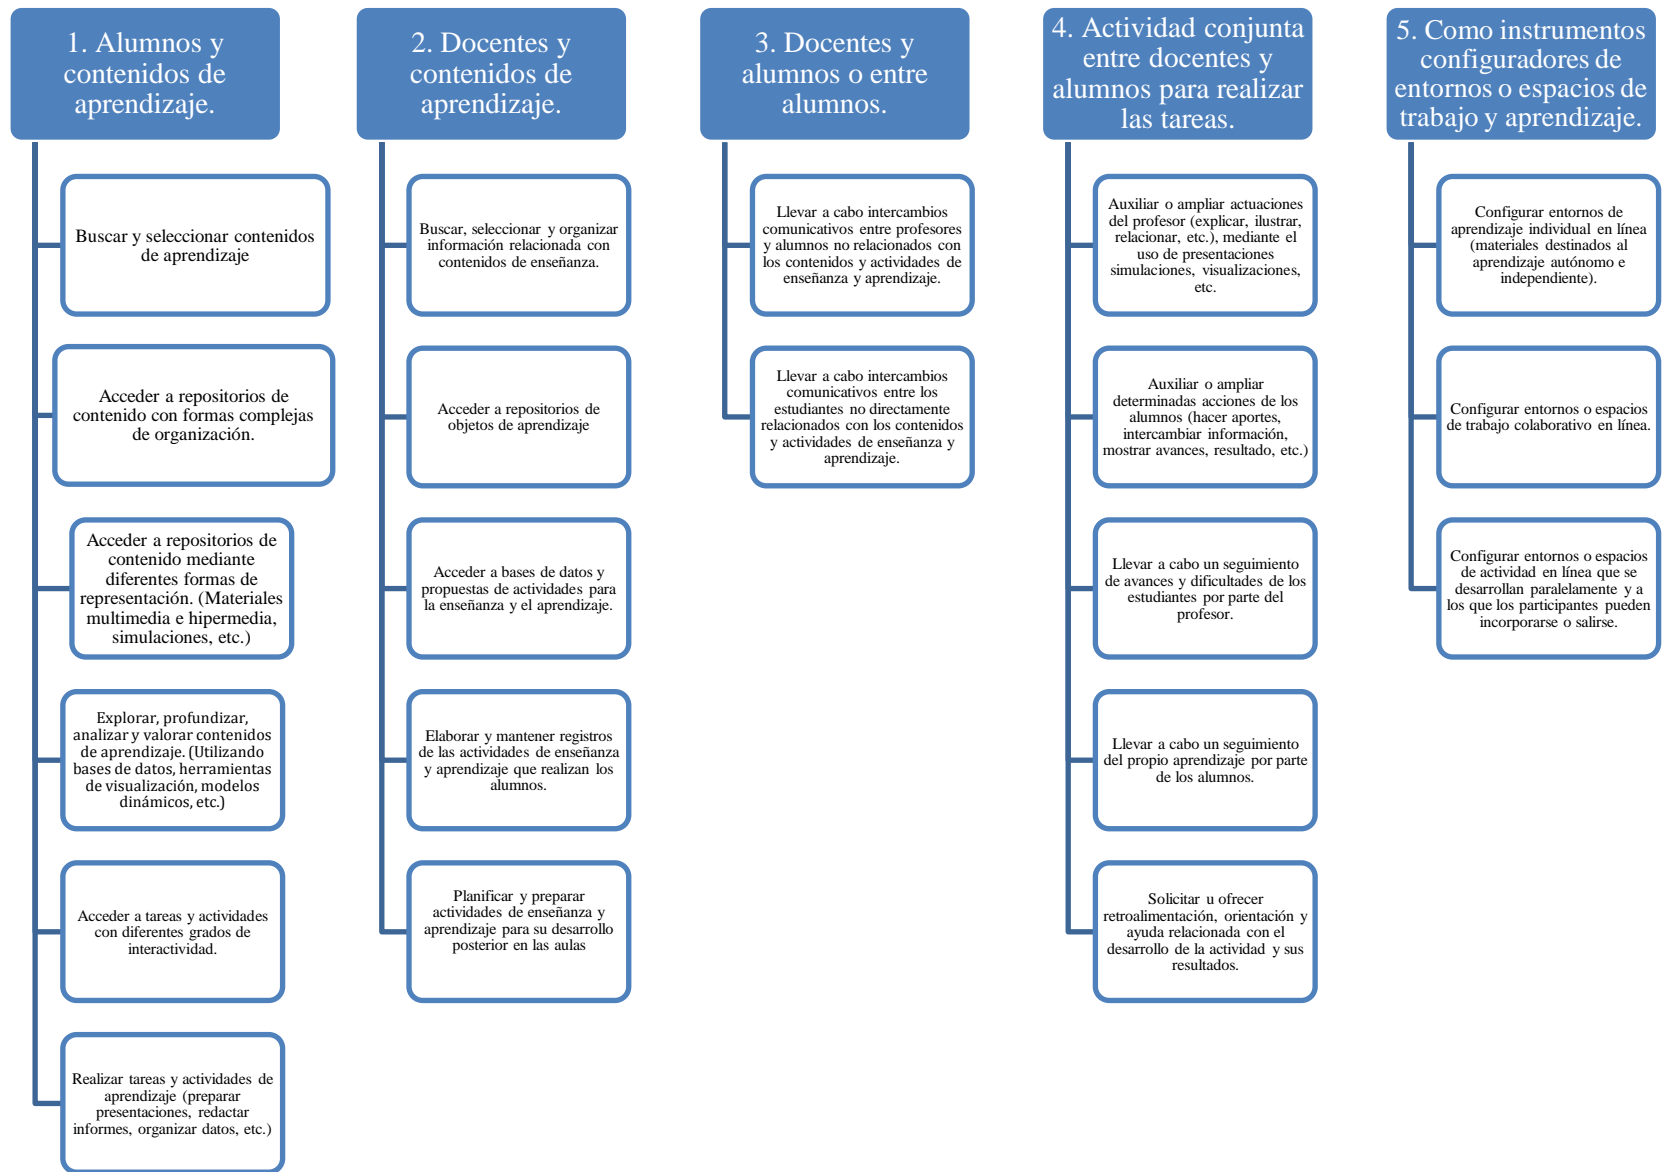 1. Alumnos y
contenidos de
aprendizaje.
Buscar y seleccionar contenidos
de aprendizaje
Acceder a repositorios de
contenido con formas complejas
de organización.
Acceder a repositorios de
contenido mediante
diferentes formas de
representación. (Materiales
multimedia e hipermedia,
simulaciones, etc.)
Explorar, profundizar,
analizar y valorar contenidos
de aprendizaje. (Utilizando
bases de datos, herramientas
de visualización, modelos
dinámicos, etc.)
Acceder a tareas y actividades
con diferentes grados de
interactividad.
Realizar tareas y actividades de
aprendizaje (preparar
presentaciones, redactar
informes, organizar datos, etc.)
2. Docentes y
contenidos de
aprendizaje.
Buscar, seleccionar y organizar
información relacionada con
contenidos de enseñanza.
Acceder a repositorios de
objetos de aprendizaje
Acceder a bases de datos y
propuestas de actividades para
la enseñanza y el aprendizaje.
Elaborar y mantener registros
de las actividades de enseñanza
y aprendizaje que realizan los
alumnos.
Planificar y preparar
actividades de enseñanza y
aprendizaje para su desarrollo
posterior en las aulas
3. Docentes y
alumnos o entre
alumnos.
Llevar a cabo intercambios
comunicativos entre profesores
y alumnos no relacionados con
los contenidos y actividades de
enseñanza y aprendizaje.
Llevar a cabo intercambios
comunicativos entre los
estudiantes no directamente
relacionados con los contenidos
y actividades de enseñanza y
aprendizaje.
4. Actividad conjunta
entre docentes y
alumnos para realizar
las tareas.
Auxiliar o ampliar actuaciones
del profesor (explicar, ilustrar,
relacionar, etc.), mediante el
uso de presentaciones
simulaciones, visualizaciones,
etc.
Auxiliar o ampliar
determinadas acciones de los
alumnos (hacer aportes,
intercambiar información,
mostrar avances, resultado, etc.)
Llevar a cabo un seguimiento
de avances y dificultades de los
estudiantes por parte del
profesor.
Llevar a cabo un seguimiento
del propio aprendizaje por parte
de los alumnos.
Solicitar u ofrecer
retroalimentación, orientación y
ayuda relacionada con el
desarrollo de la actividad y sus
resultados.
5. Como instrumentos
configuradores de
entornos o espacios de
trabajo y aprendizaje.
Configurar entornos de
aprendizaje individual en línea
(materiales destinados al
aprendizaje autónomo e
independiente).
Configurar entornos o espacios
de trabajo colaborativo en línea.
Configurar entornos o espacios
de actividad en línea que se
desarrollan paralelamente y a
los que los participantes pueden
incorporarse o salirse.